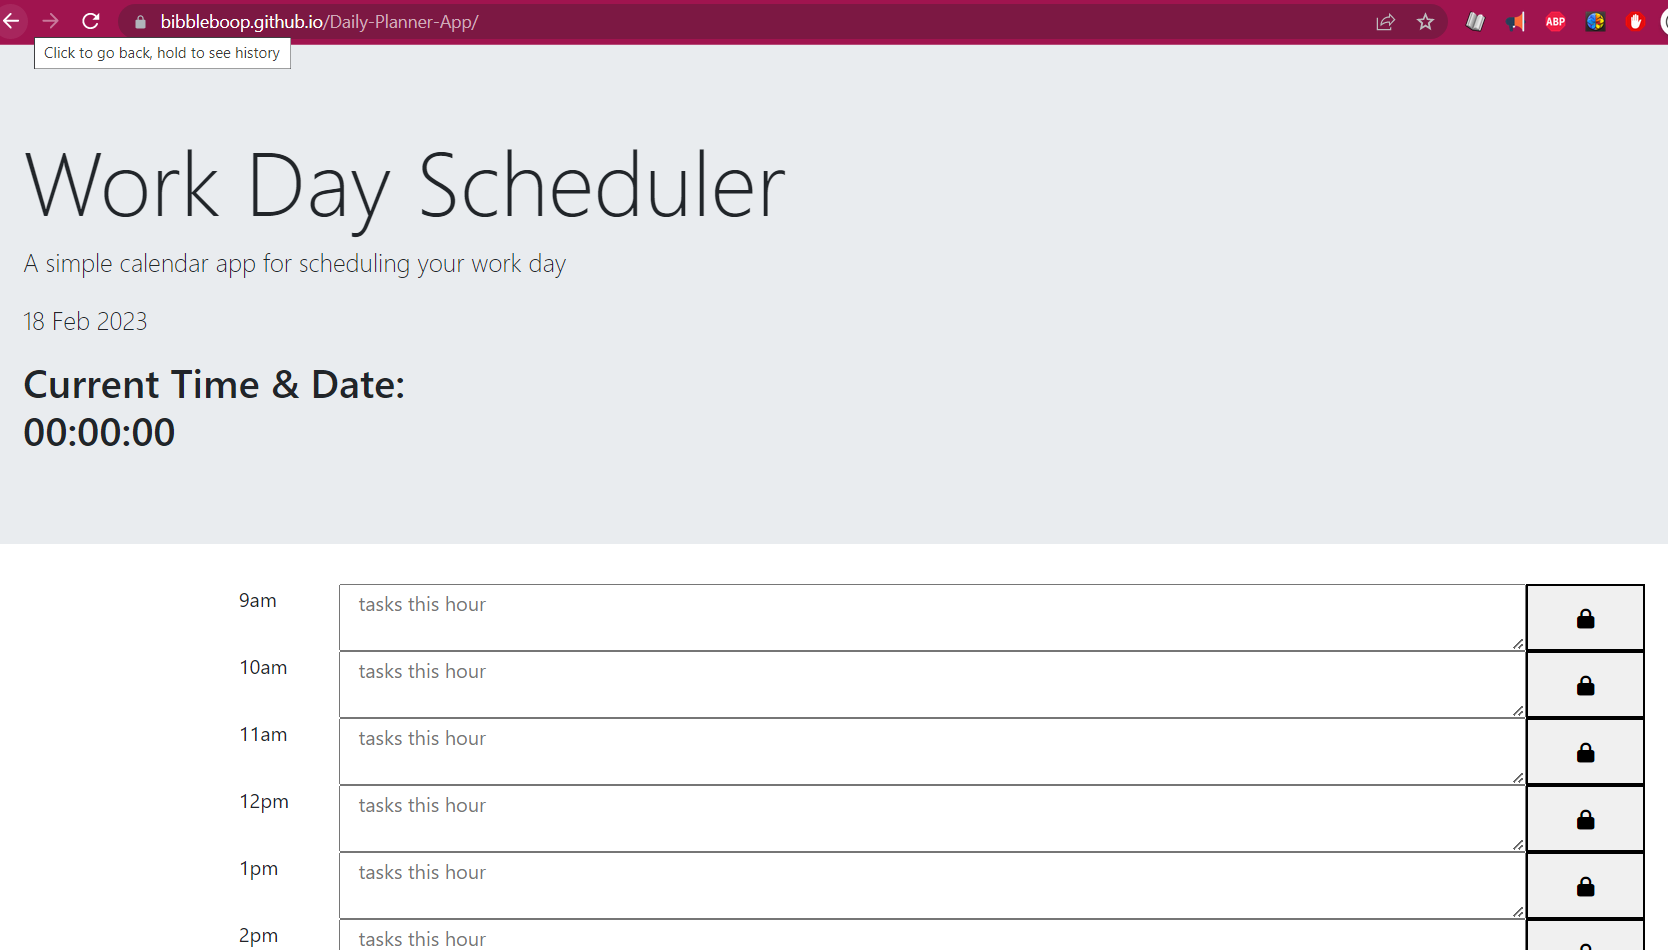 bibbleboop.github.io/Daily-Planner-App/
ABP
Click to go back, hold to see history
Work Day Scheduler
A simple calendar app for scheduling your work day
18 Feb 2023
Current Time & Date:
00:00:00
9am tasks this hour
10am tasks this hour
11am tasks this hour
12pm tasks this hour
1pm tasks this hour
2pm tasks this hour